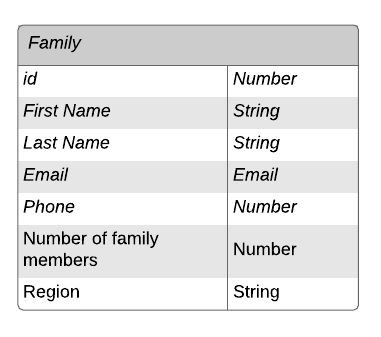 Family
id Number
First Name String
Last Name String
Email Email
Phone Number
Number of family
members Number
Region String